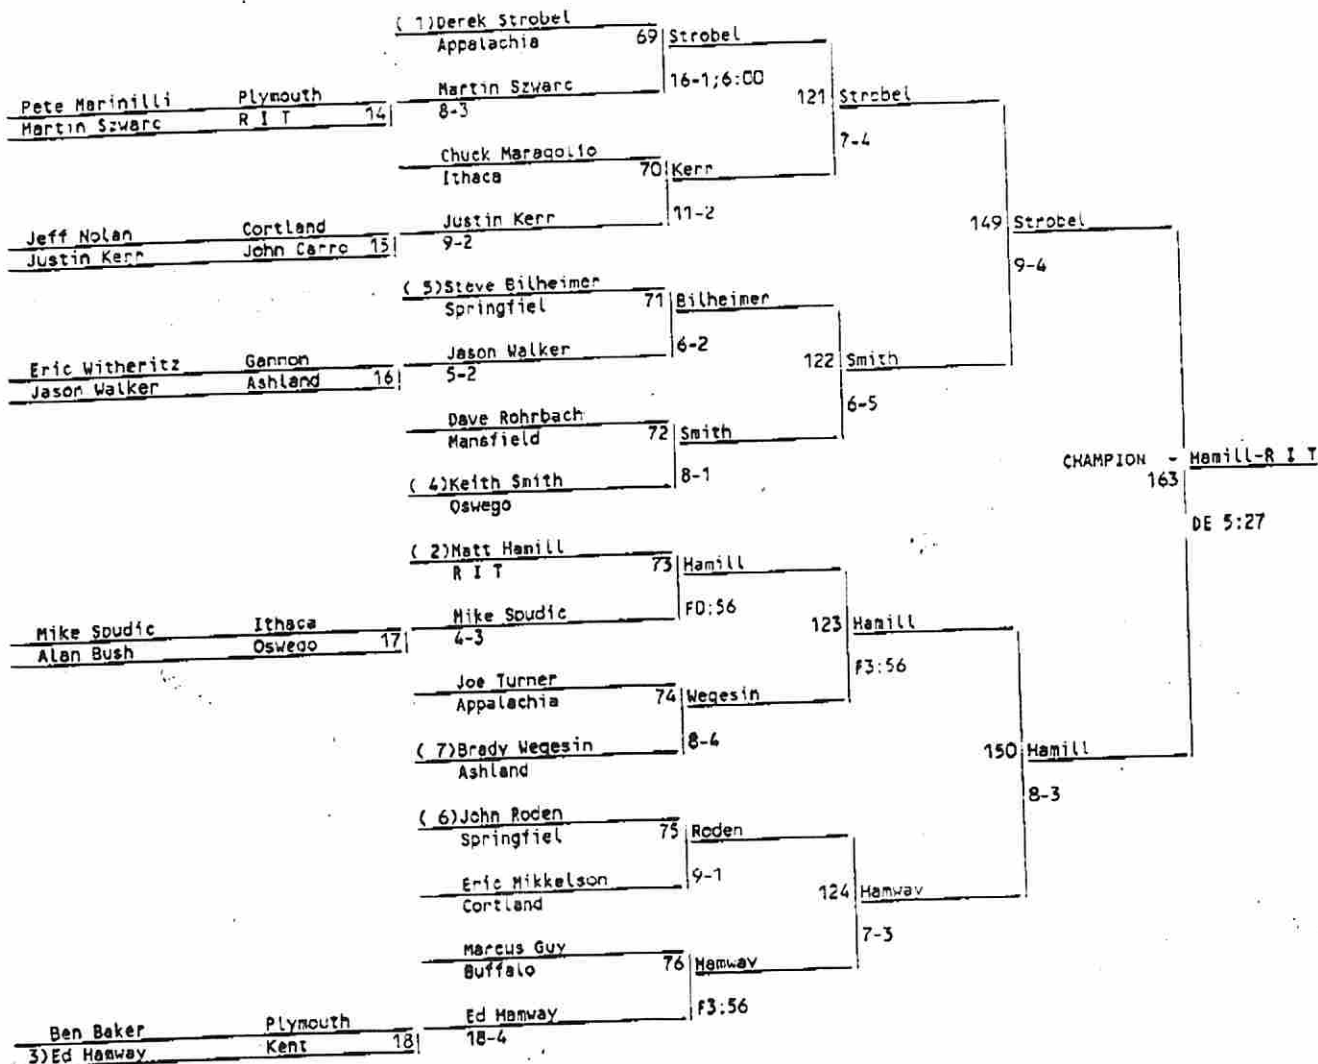 ( 1)Derek Strobel
Appalachia
69 Strobel
16-1;6:00
Pete Marinilli Plymouth
Martin Szwarc R I T 14
Martin Szwarc
8-3
121 Strobel
7-4
Chuck Maragolio
Ithaca
70 Kerr
11-2
Jeff Nolan Cortland
Justin Kerr John Carro 15
Justin Kerr
9-2
149 Strobel
9-4
( 5)Steve Bilheimer
Springfiel
71 Bilheimer
6-2
Eric Witheritz Gannon
Jason Walker Ashland 16
Jason Walker
5-2
122 Smith
6-5
Dave Rohrbach
Mansfield
72 Smith
8-1
( 4)Keith Smith
Oswego
CHAMPION - Hamill-R I T
163
DE 5:27
( 2)Matt Hamill
R I T
73 Hamill
FD:56
Mike Spudic Ithaca
Alan Bush Oswego 17
Mike Spudic
4-3
123 Hamill
F3:56
Joe Turner
Appalachia
74 Wegesin
8-4
( 7)Brady Wegesin
Ashland
150 Hamill
8-3
( 6)John Roden
Springfiel
75 Roden
9-1
Eric Mikkelson
Cortland
124 Hamway
7-3
Marcus Guy
Buffalo
76 Hamway
F3:56
Ben Baker Plymouth
3)Ed Hamway Kent 18
Ed Hamway
18-4